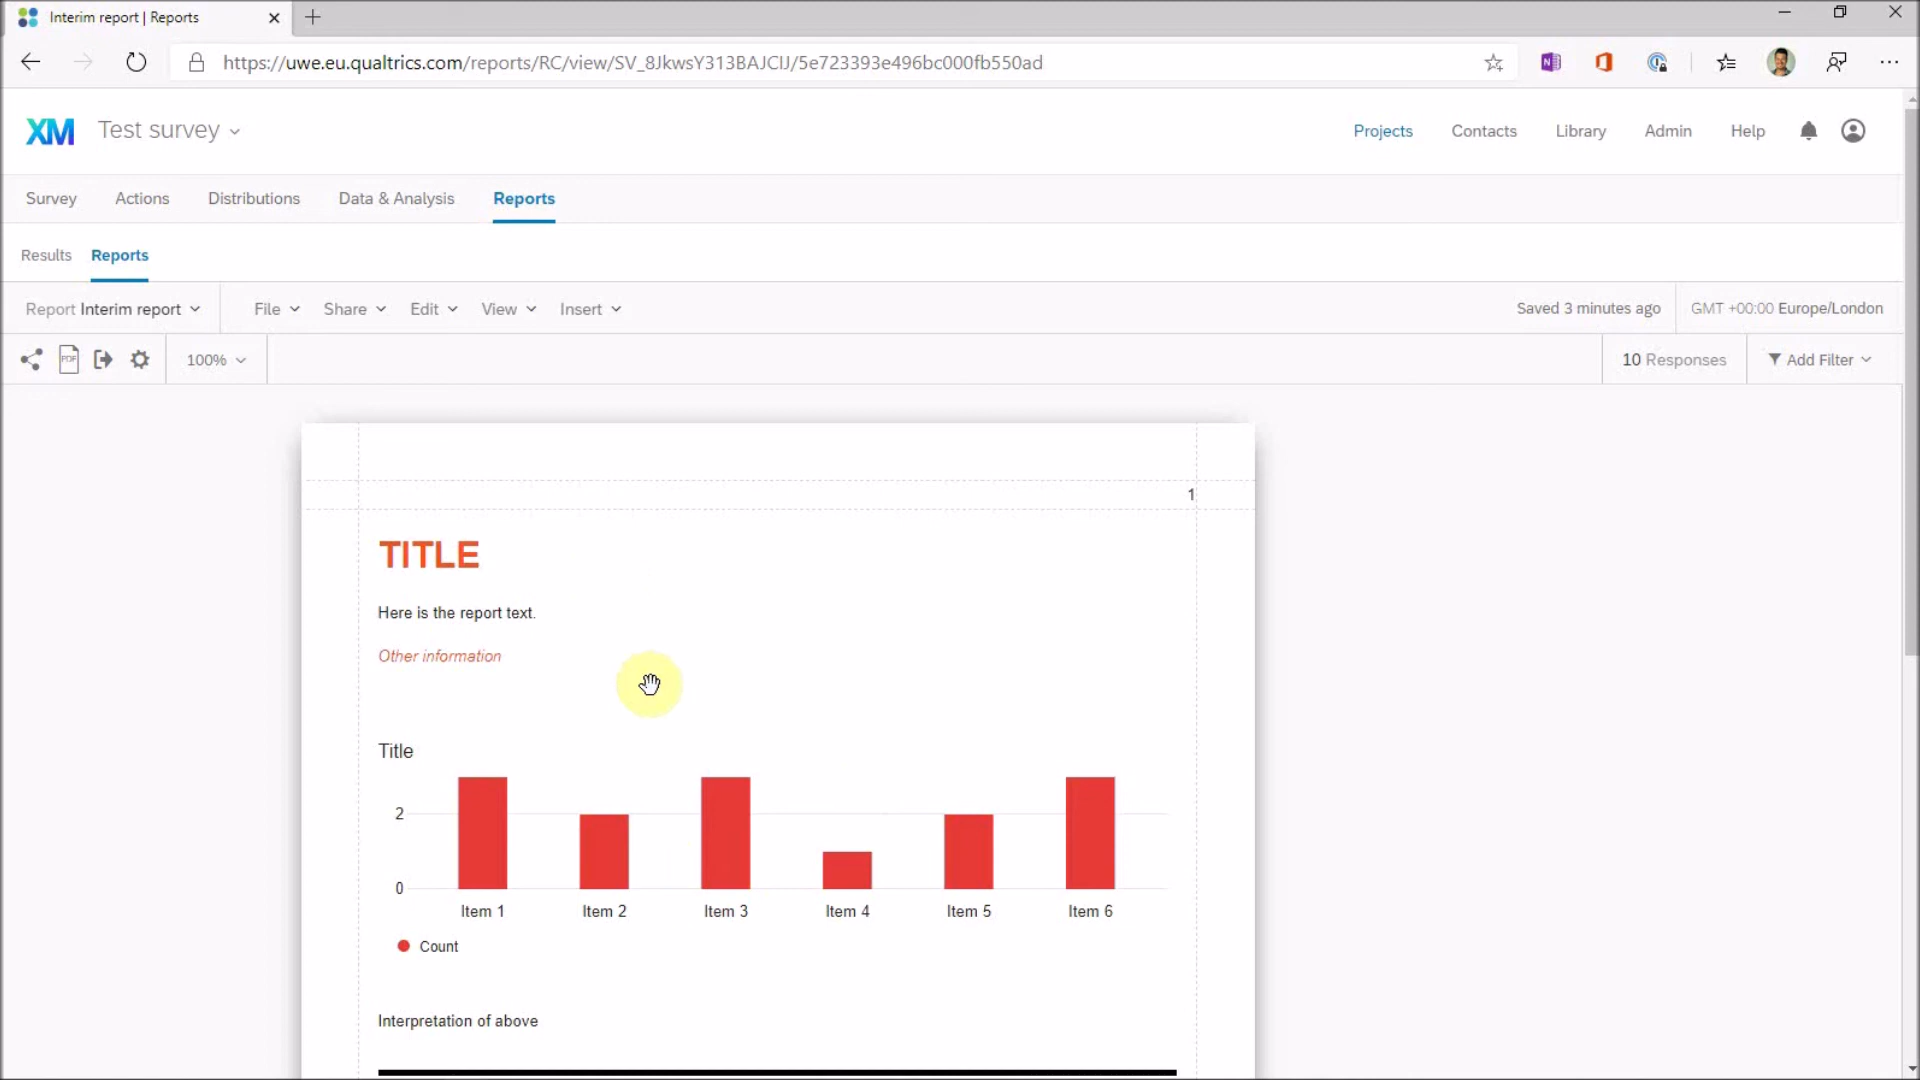 Interim report | Reports
https://uwe.eu.qualtrics.com/reports/RC/view/SV_8JkwsY313BAJCIJ/5e723393e496bc000fb550ad
XM Test survey
Projects Contacts Library Admin Help
Survey Actions Distributions Data & Analysis Reports
Results Reports
Report Interim report File Share Edit View Insert Saved 3 minutes ago GMT +00:00 Europe/London
PDF 100% 10 Responses Add Filter
1
TITLE
Here is the report text.
Other information
Title
2
0
Item 1 Item 2 Item 3 Item 4 Item 5 Item 6
Count
Interpretation of above